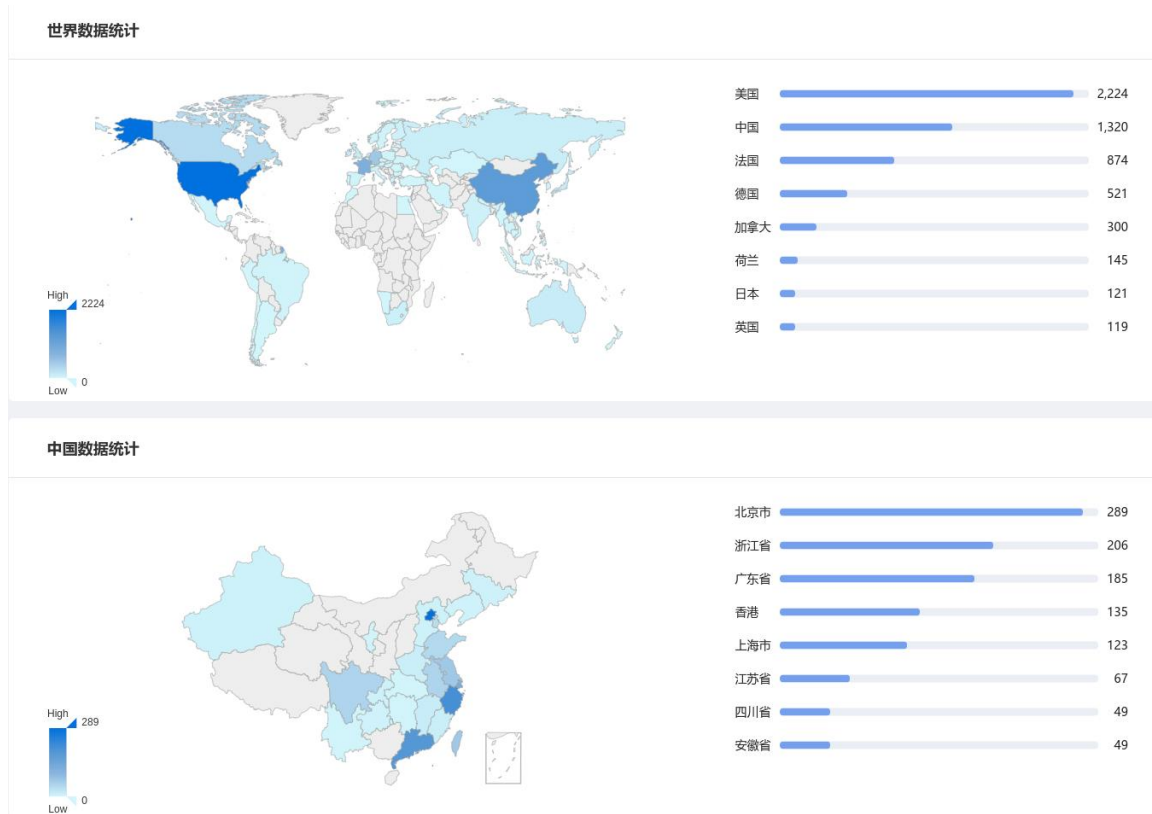 世界数据统计
美国 2,224
中国 1,320
法国 874
德国 521
加拿大 300
荷兰 145
日本 121
英国 119
High
2224
0
Low
中国数据统计
北京市 289
浙江省 206
广东省 185
香港 135
上海市 123
江苏省 67
四川省 49
安徽省 49
High
289
0
Low